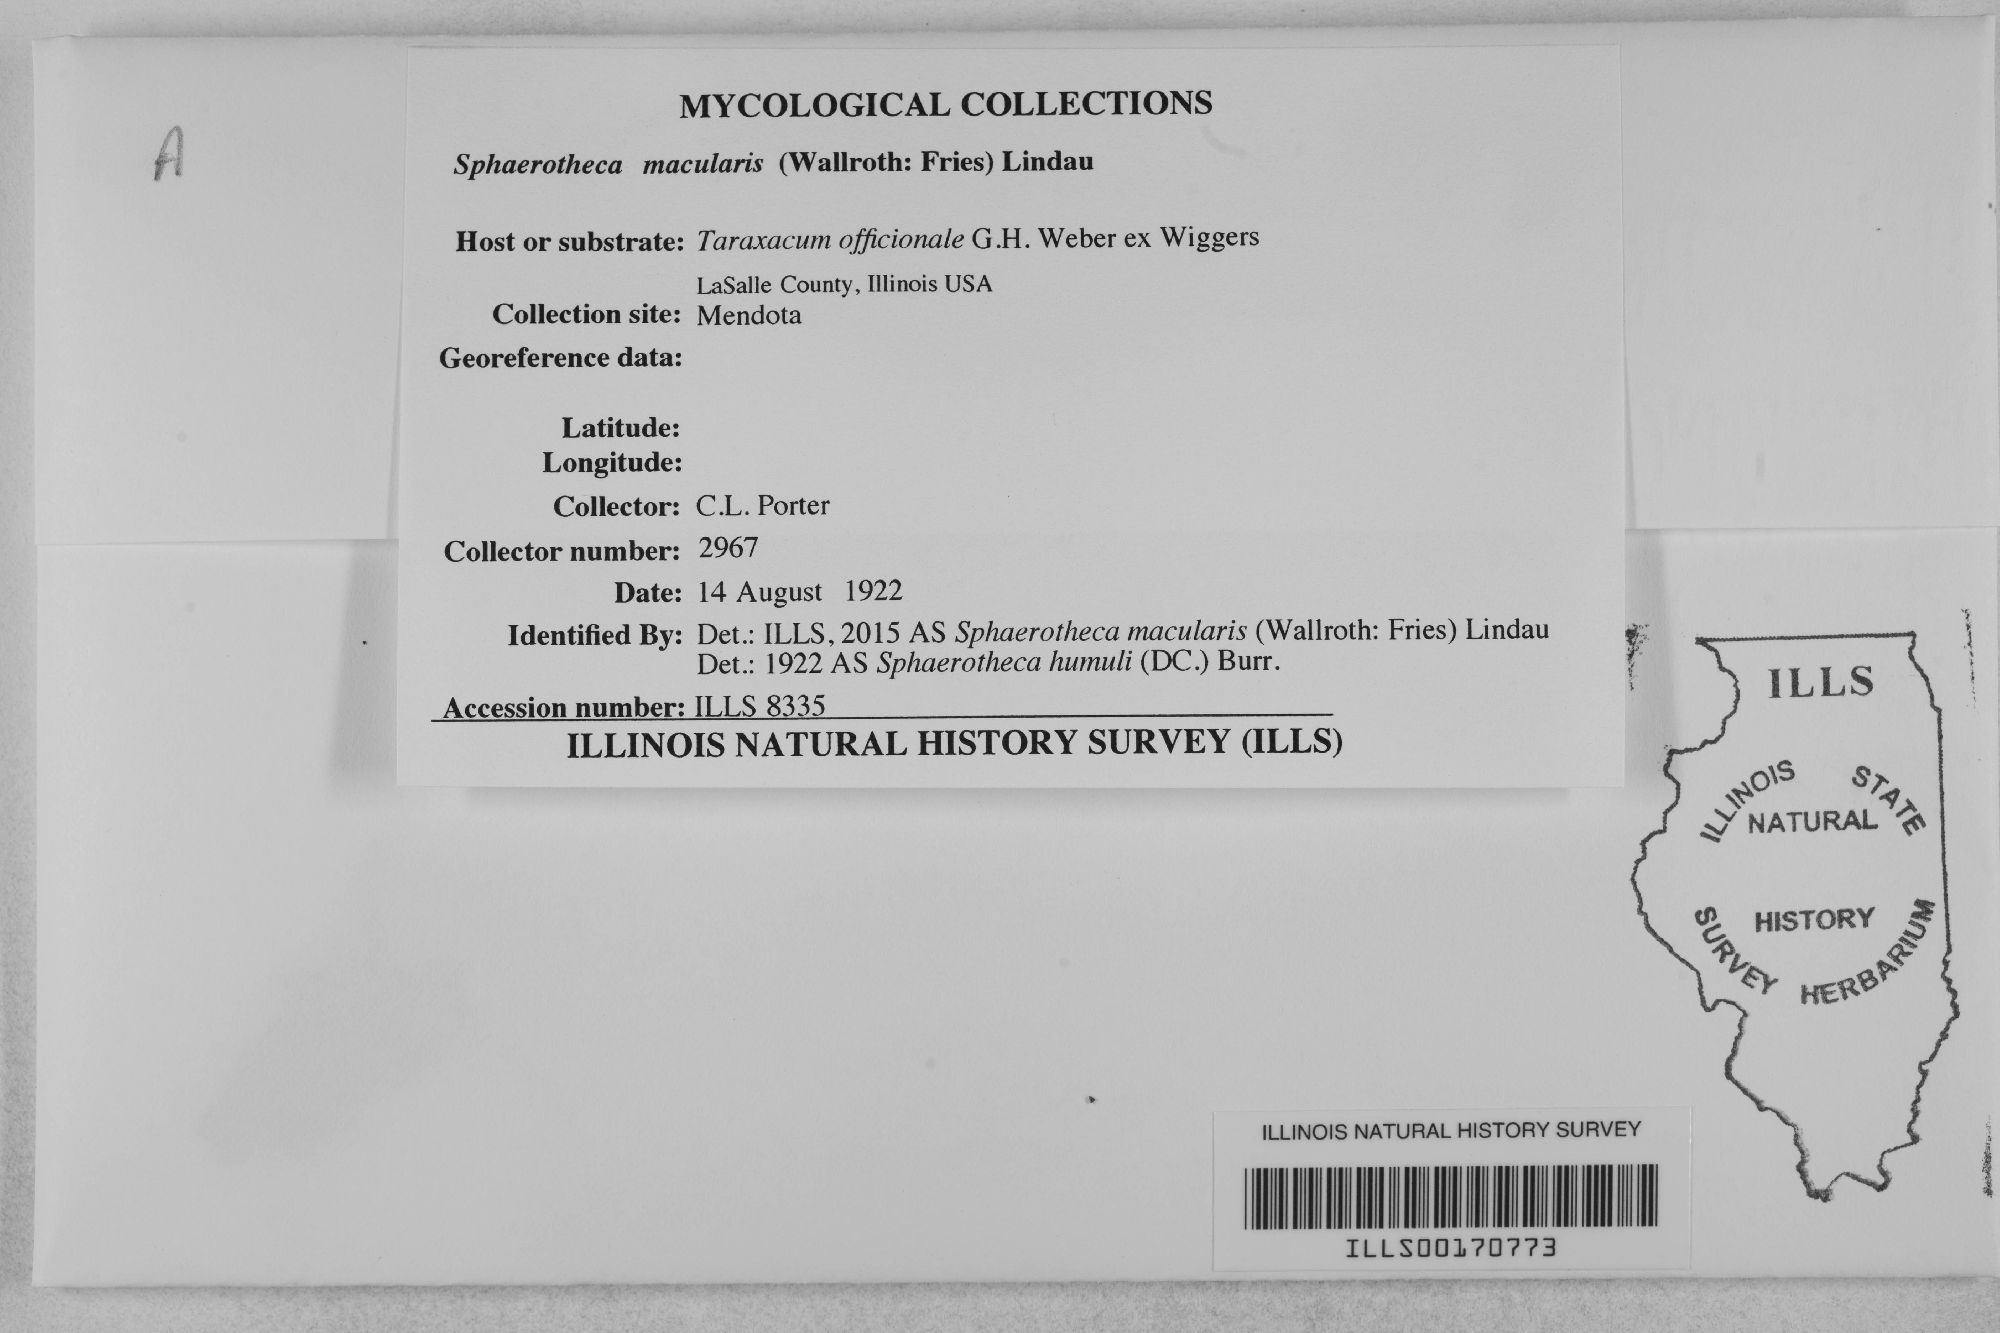 A
MYCOLOGICAL COLLECTIONS
Sphaerotheca macularis (Wallroth: Fries) Lindau
Host or substrate: Taraxacum officionale G.H. Weber ex Wiggers
LaSalle County, Illinois USA
Collection site: Mendota
Georeference data:
Latitude:
Longitude:
Collector: C.L. Porter
Collector number: 2967
Date: 14 August 1922
Identified By: Det.: ILLS, 2015 AS Sphaerotheca macularis (Wallroth: Fries) Lindau
Det.: 1922 AS Sphaerotheca humuli (DC.) Burr.
Accession number: ILLS 8335
ILLINOIS NATURAL HISTORY SURVEY (ILLS)
ILLS
ILLINOIS STATE
NATURAL
HISTORY
SURVEY HERBARIUM
ILLINOIS NATURAL HISTORY SURVEY
ILLS00170773